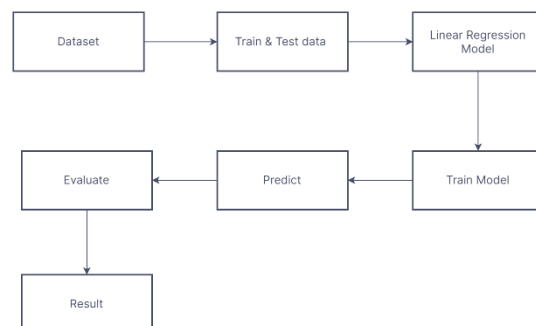 Dataset
Train & Test data
Linear Regression
Model
Train Model
Predict
Evaluate
Result